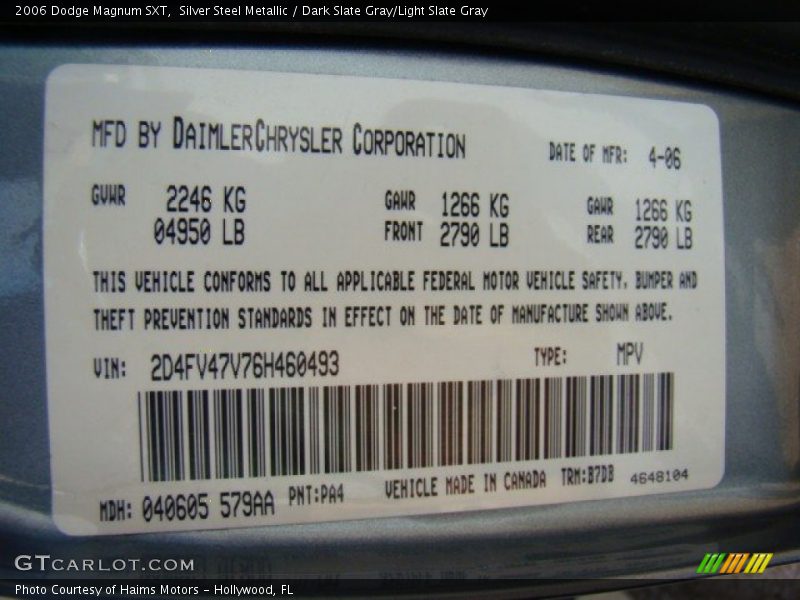 2006 Dodge Magnum SXT,  Silver Steel Metallic / Dark Slate Gray/Light Slate Gray
MFD BY DAIMLERCHRYSLER CORPORATION
DATE OF MFR: 4-06
GVWR 2246 KG GAWR 1266 KG GAWR 1266 KG
04950 LB FRONT 2790 LB REAR 2790 LB
THIS VEHICLE CONFORMS TO ALL APPLICABLE FEDERAL MOTOR VEHICLE SAFETY, BUMPER AND
THEFT PREVENTION STANDARDS IN EFFECT ON THE DATE OF MANUFACTURE SHOWN ABOVE.
VIN: 2D4FV47V76H460493 TYPE: MPV
MDH: 040605 579AA PNT:PA4 VEHICLE MADE IN CANADA TRM:B7DB 4648104
GTCARLOT.COM
Photo Courtesy of Haims Motors - Hollywood, FL